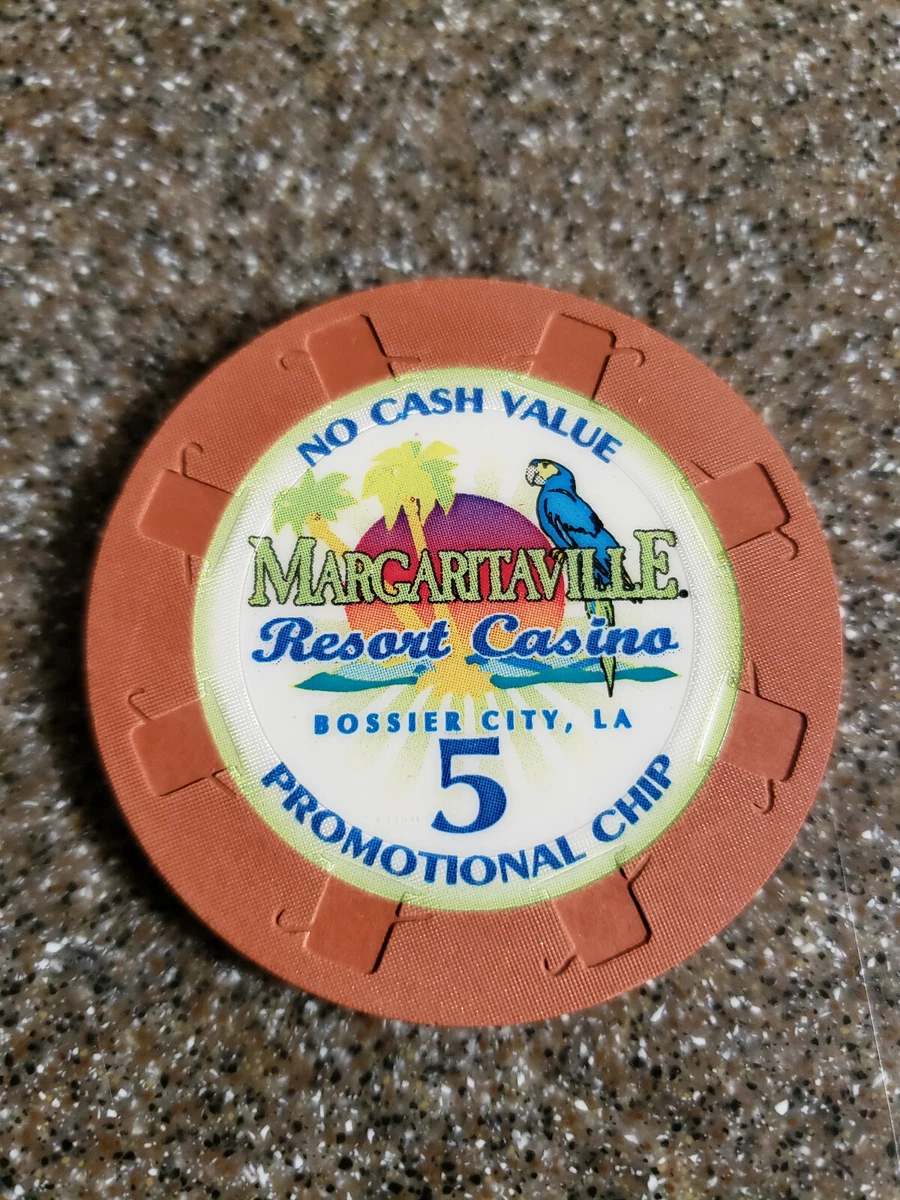 NO CASH VALUE
MARGARITAVILLE.
Resort Casino
BOSSIER CITY, LA
5
PROMOTIONAL CHIP